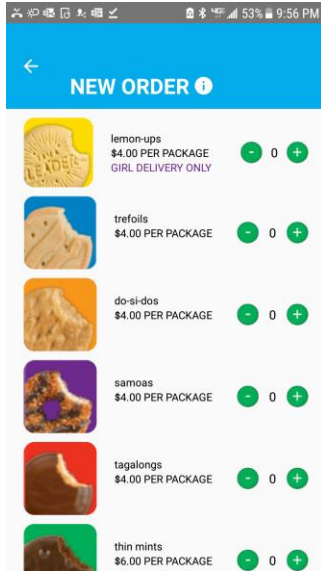 53% 9:56 PM
NEW ORDER
lemon-ups
$4.00 PER PACKAGE
GIRL DELIVERY ONLY
- 0 +
trefoils
$4.00 PER PACKAGE
- 0 +
do-si-dos
$4.00 PER PACKAGE
- 0 +
samoas
$4.00 PER PACKAGE
- 0 +
tagalongs
$4.00 PER PACKAGE
- 0 +
thin mints
$6.00 PER PACKAGE
- 0 +